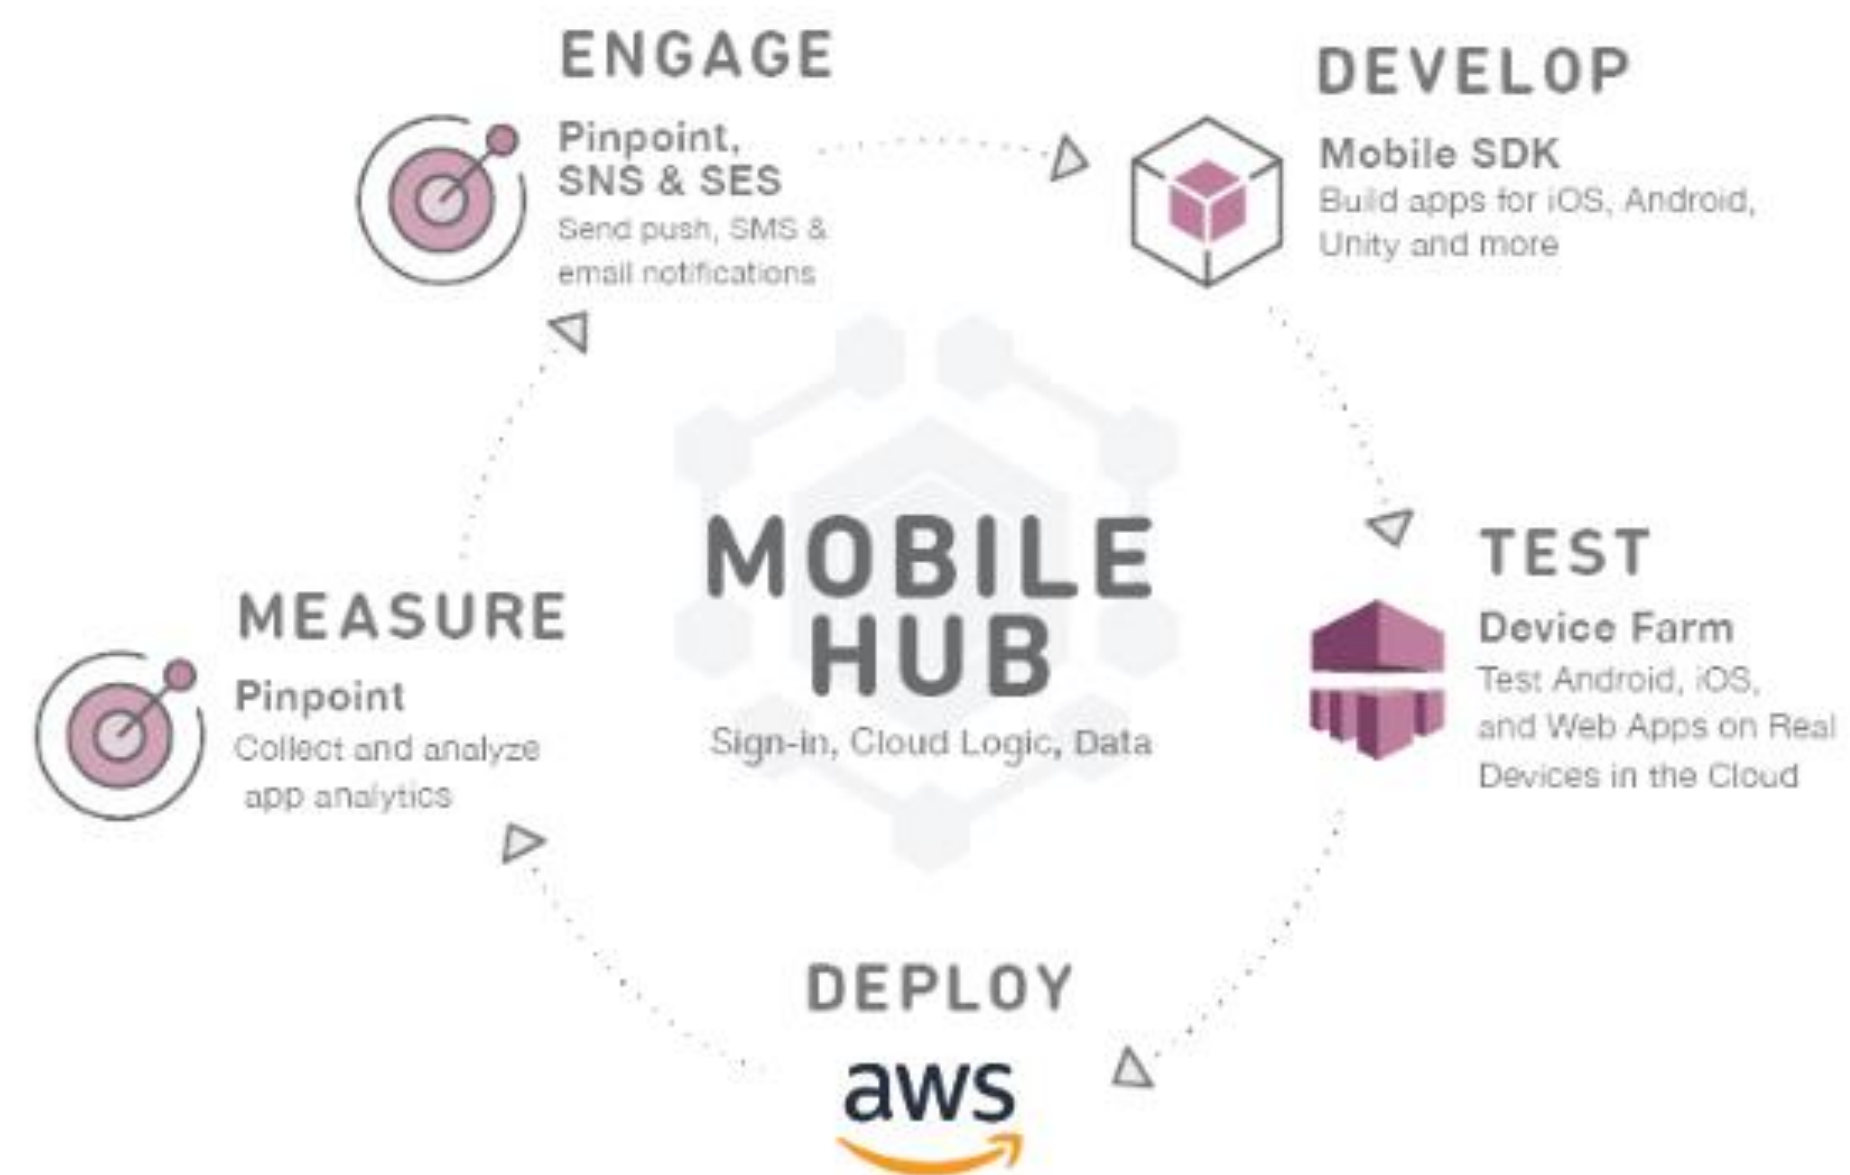 ENGAGE
Pinpoint,
SNS & SES
Send push, SMS &
email notifications
DEVELOP
Mobile SDK
Build apps for iOS, Android,
Unity and more
MOBILE
HUB
Sign-in, Cloud Logic, Data
TEST
Device Farm
Test Android, iOS,
and Web Apps on Real
Devices in the Cloud
MEASURE
Pinpoint
Collect and analyze
app analytics
DEPLOY
aws